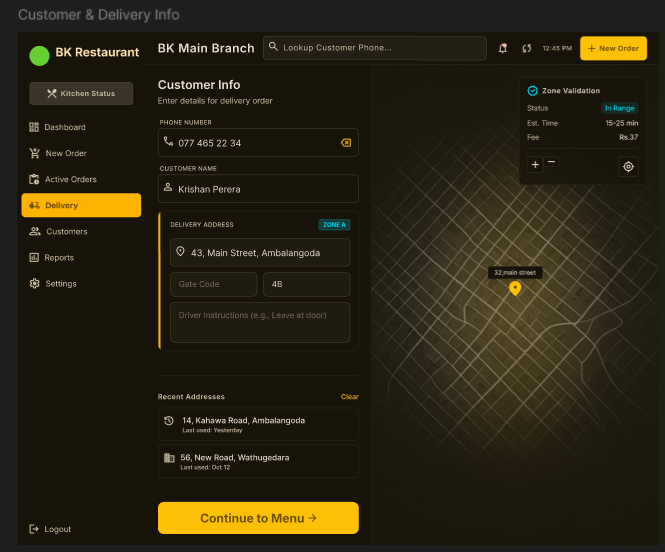 Customer & Delivery Info
BK Restaurant
Kitchen Status
Dashboard
New Order
Active Orders
Delivery
Customers
Reports
Settings
Logout
BK Main Branch
Lookup Customer Phone...
12:45 PM
+ New Order
Customer Info
Enter details for delivery order
PHONE NUMBER
077 465 22 34
CUSTOMER NAME
Krishan Perera
DELIVERY ADDRESS
ZONE A
43, Main Street, Ambalangoda
Gate Code
4B
Driver Instructions (e.g., Leave at door)
Recent Addresses
Clear
14, Kahawa Road, Ambalangoda
Last used: Yesterday
56, New Road, Wathugedara
Last used: Oct 12
Continue to Menu →
Zone Validation
Status
In Range
Est. Time
15-25 min
Fee
Rs.37
32,main street